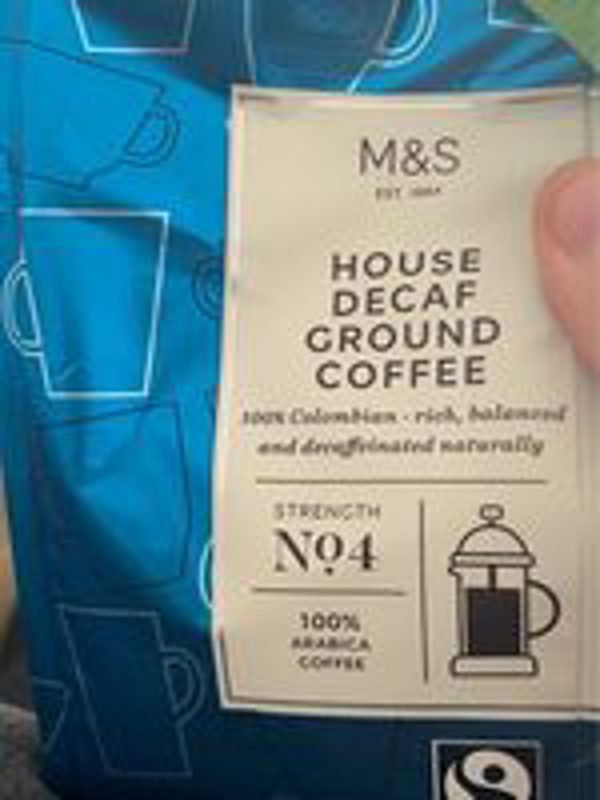 M&S
EST. 1884
HOUSE
DECAF
GROUND
COFFEE
100% Colombian - rich, balanced
and decaffeinated naturally
STRENGTH
Nº4
100%
ARABICA
COFFEE